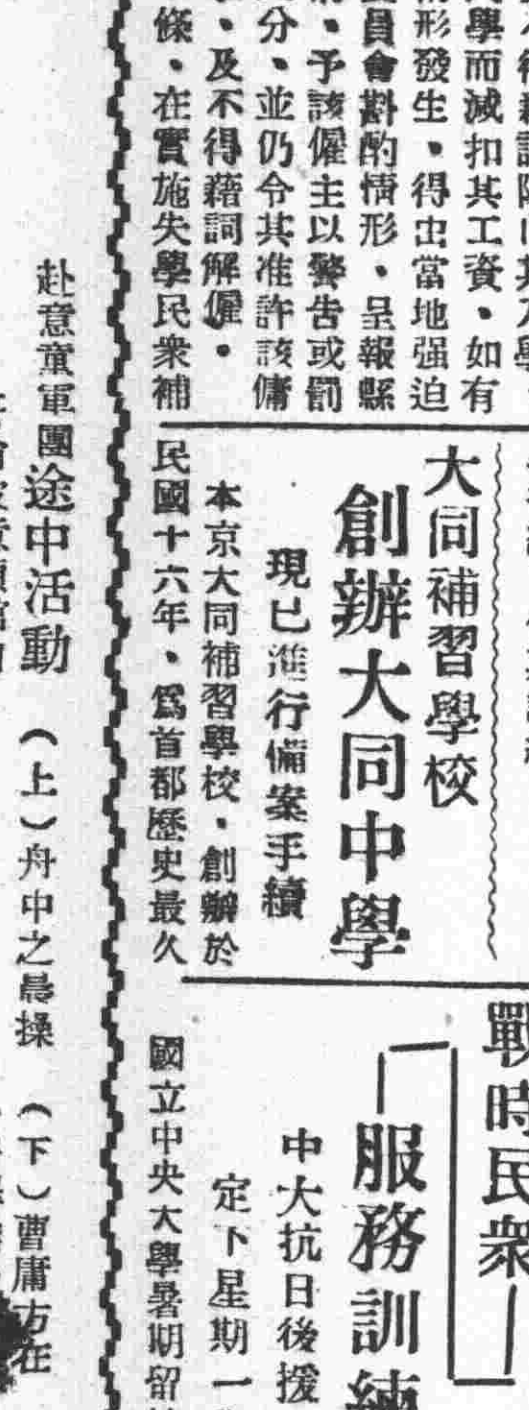 學而減扣其工資、如有
形發生、得由當地强迫
員會斟酌情形、呈報縣
、予該僱主以警告或罰
分、並仍令其准許該傭
、及不得藉詞解僱。
條、在實施失學民衆補
大同補習學校
創辦大同中學
現已進行備案手續
本京大同補習學校、創辦於
民國十六年、爲首都歷史最久
戰時民衆
服務訓練
中大抗日後援
定下星期一
國立中央大學暑期留
赴意童軍團途中活動
（上）舟中之晨操
（下）曹庸方在